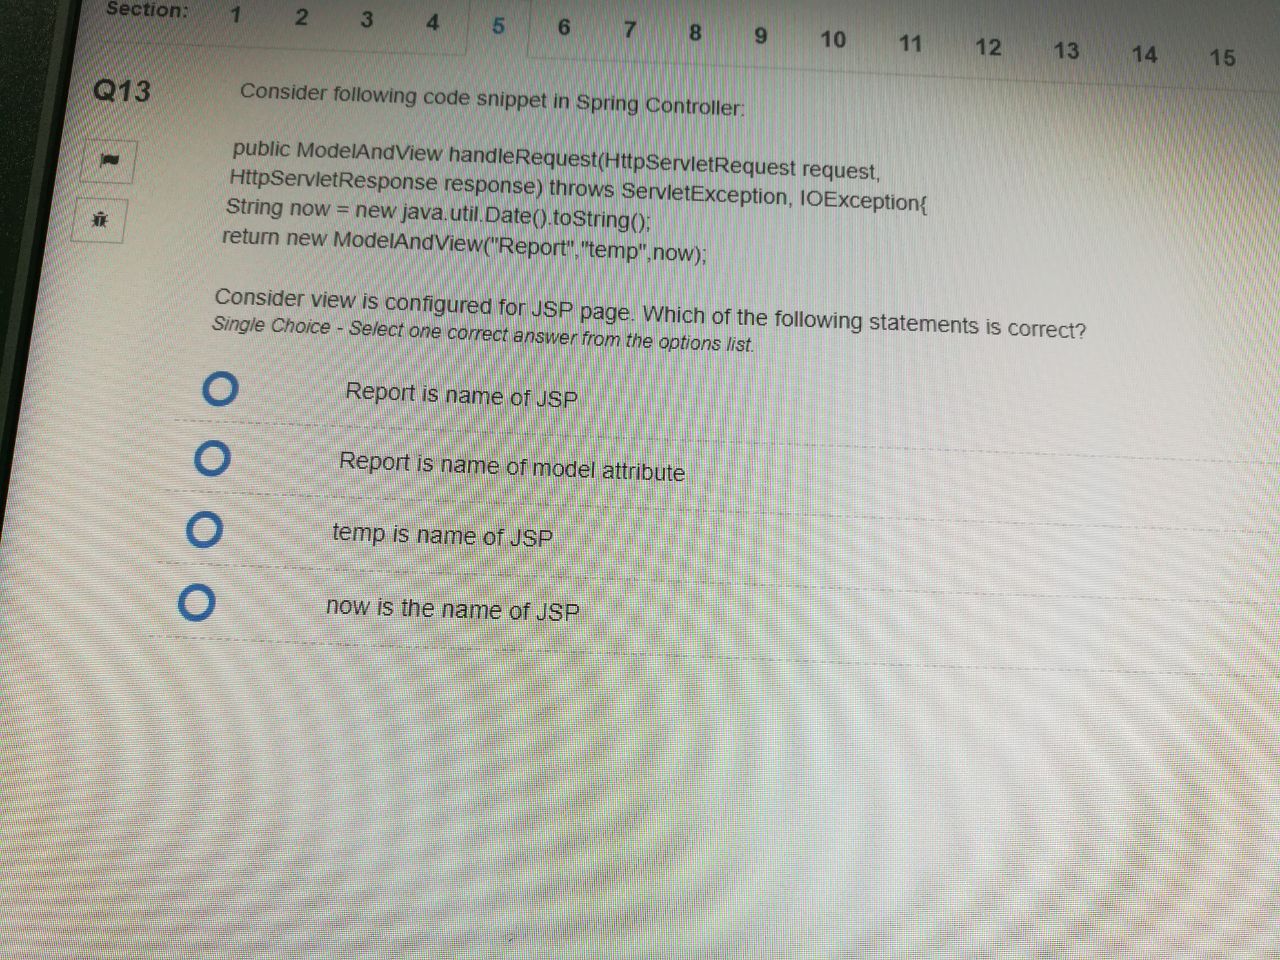 Section: 1 2 3 4 5 6 7 8 9 10 11 12 13 14 15
Q13
Consider following code snippet in Spring Controller:
public ModelAndView handleRequest(HttpServletRequest request,
HttpServletResponse response) throws ServletException, IOException{
String now = new java.util.Date().toString();
return new ModelAndView("Report","temp",now);
Consider view is configured for JSP page. Which of the following statements is correct?
Single Choice - Select one correct answer from the options list.
Report is name of JSP
Report is name of model attribute
temp is name of JSP
now is the name of JSP